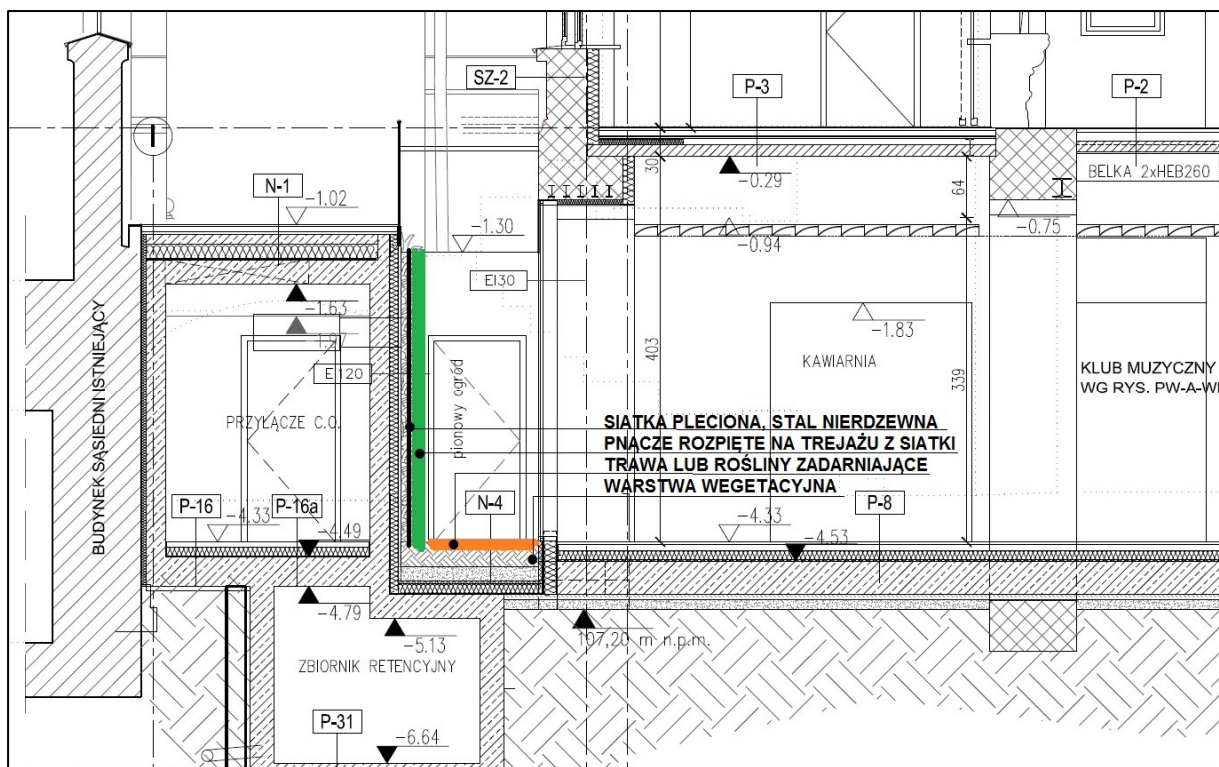 SZ-2
P-3
P-2
I
30
-0.29
64
BELKA 2xHEB260
N-1
-1.02
-1.30
-0.94
-0.75
EI30
-1.63
-1.83
403
KAWIARNIA
339
KLUB MUZYCZNY
WG RYS. PW-A-W
BUDYNEK SĄSIEDNI ISTNIEJĄCY
PRZYŁĄCZE C.O.
pionowy ogród
SIATKA PLECIONA, STAL NIERDZEWNA
PNĄCZE ROZPIĘTE NA TREJAŻU Z SIATKI
TRAWA LUB ROŚLINY ZADARNIAJĄCE
WARSTWA WEGETACYJNA
P-16
P-16a
N-4
P-8
-4.33
-4.49
-4.33
-4.53
-4.79
-5.13
107,20 m n.p.m.
ZBIORNIK RETENCYJNY
P-31
-6.64